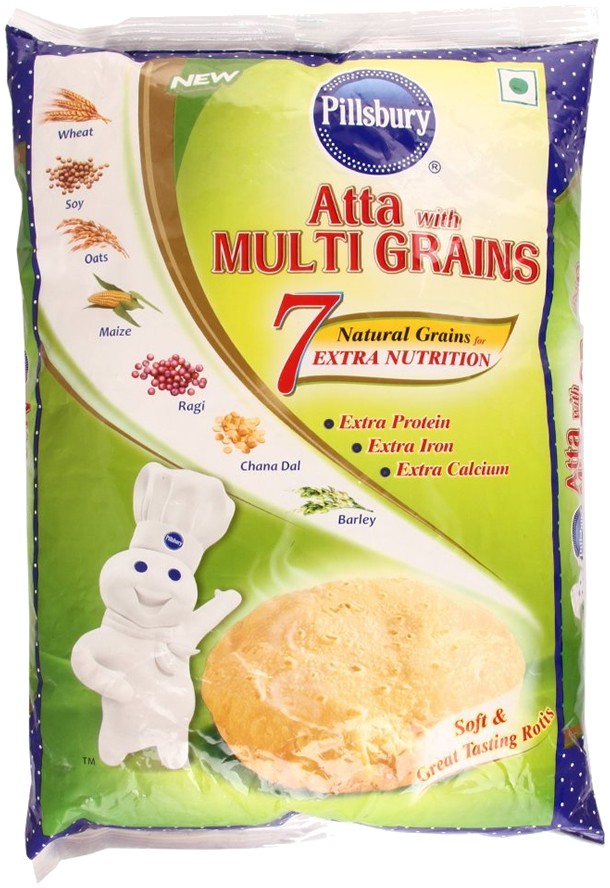 NEW
Pillsbury
®
Atta with
MULTI GRAINS
7
Natural Grains for
EXTRA NUTRITION
Extra Protein
Extra Iron
Extra Calcium
Wheat
Soy
Oats
Maize
Ragi
Chana Dal
Barley
Pillsbury
TM
Soft &
Great Tasting Rotis
Atta with
Pillsbury